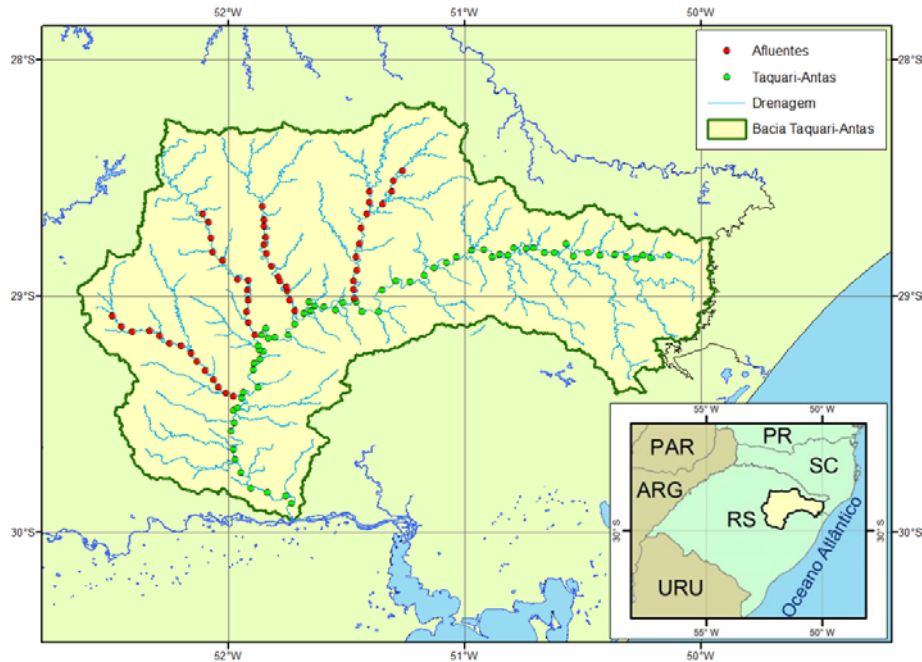 52°W
51°W
50°W
28°S
28°S
Afluentes
Taquari-Antas
Drenagem
Bacia Taquari-Antas
29°S
29°S
55°W
50°W
PAR
PR
SC
ARG
RS
30°S
30°S
URU
Oceano Atlântico
55°W
50°W
30°S
30°S
52°W
51°W
50°W